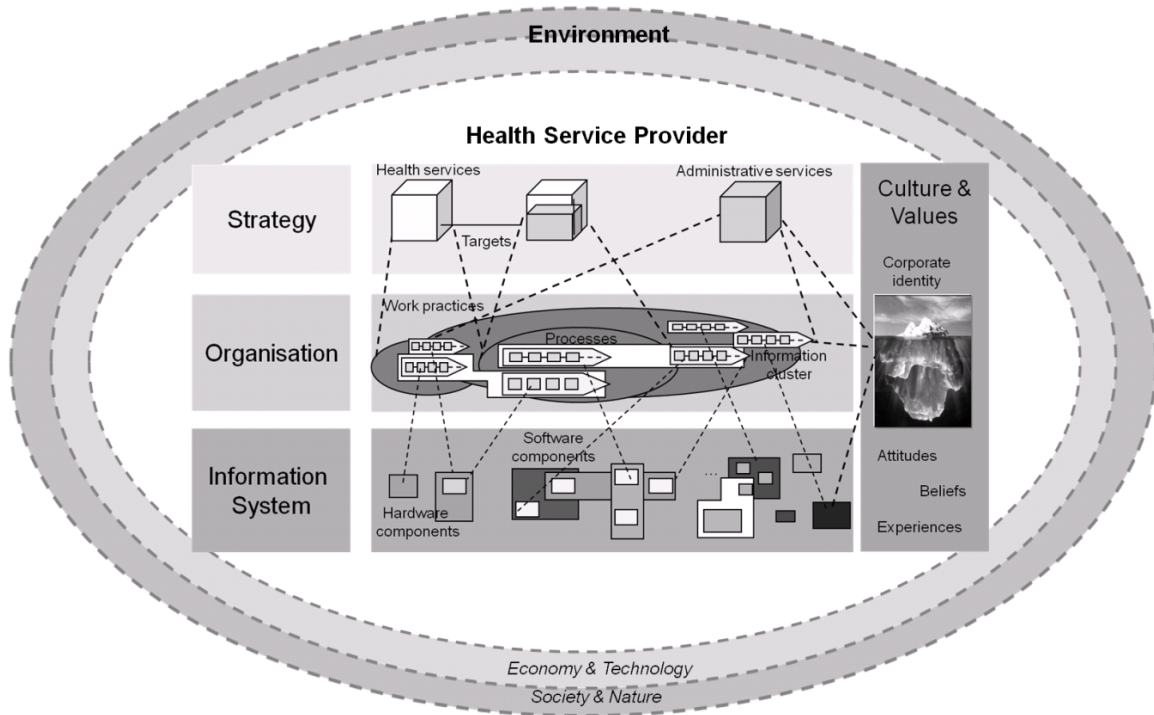 Environment
Health Service Provider
Strategy
Health services
Administrative services
Targets
Culture &
Values
Corporate
identity
Organisation
Work practices
Processes
Information
cluster
Information
System
Software
components
...
Hardware
components
Attitudes
Beliefs
Experiences
Economy & Technology
Society & Nature